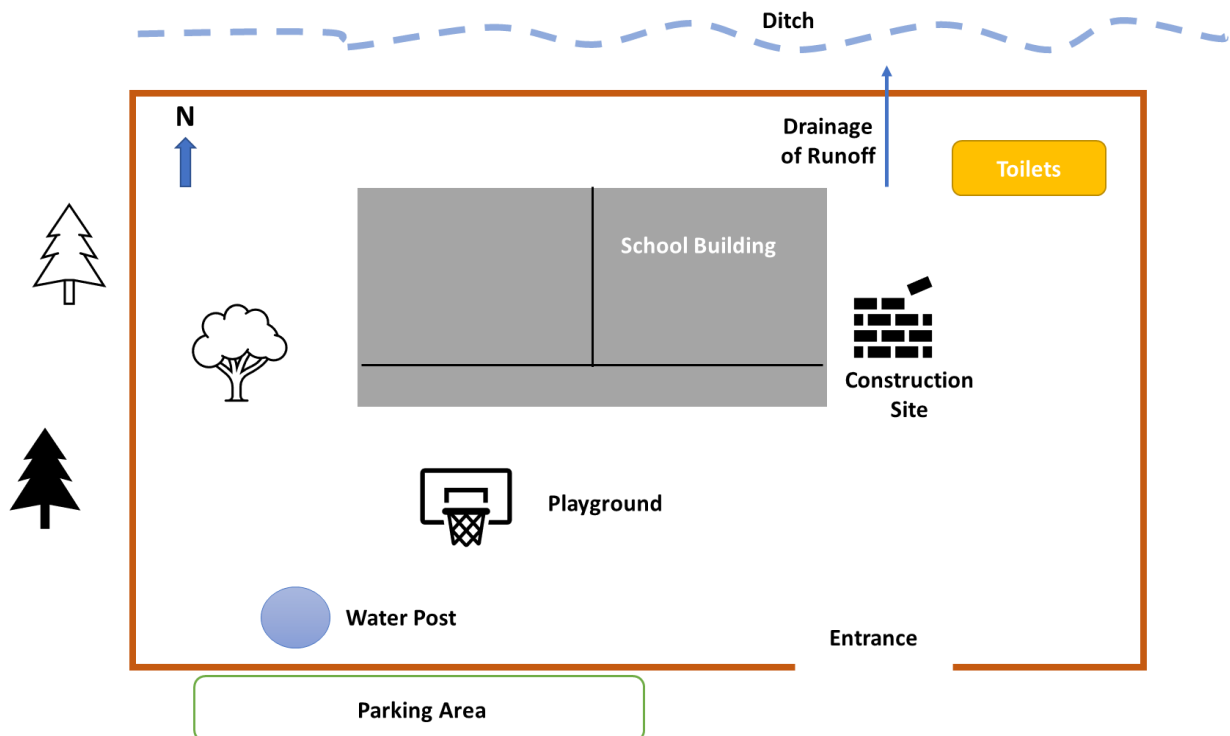 Ditch
N
Drainage
of Runoff
Toilets
School Building
Construction
Site
Playground
Water Post
Entrance
Parking Area